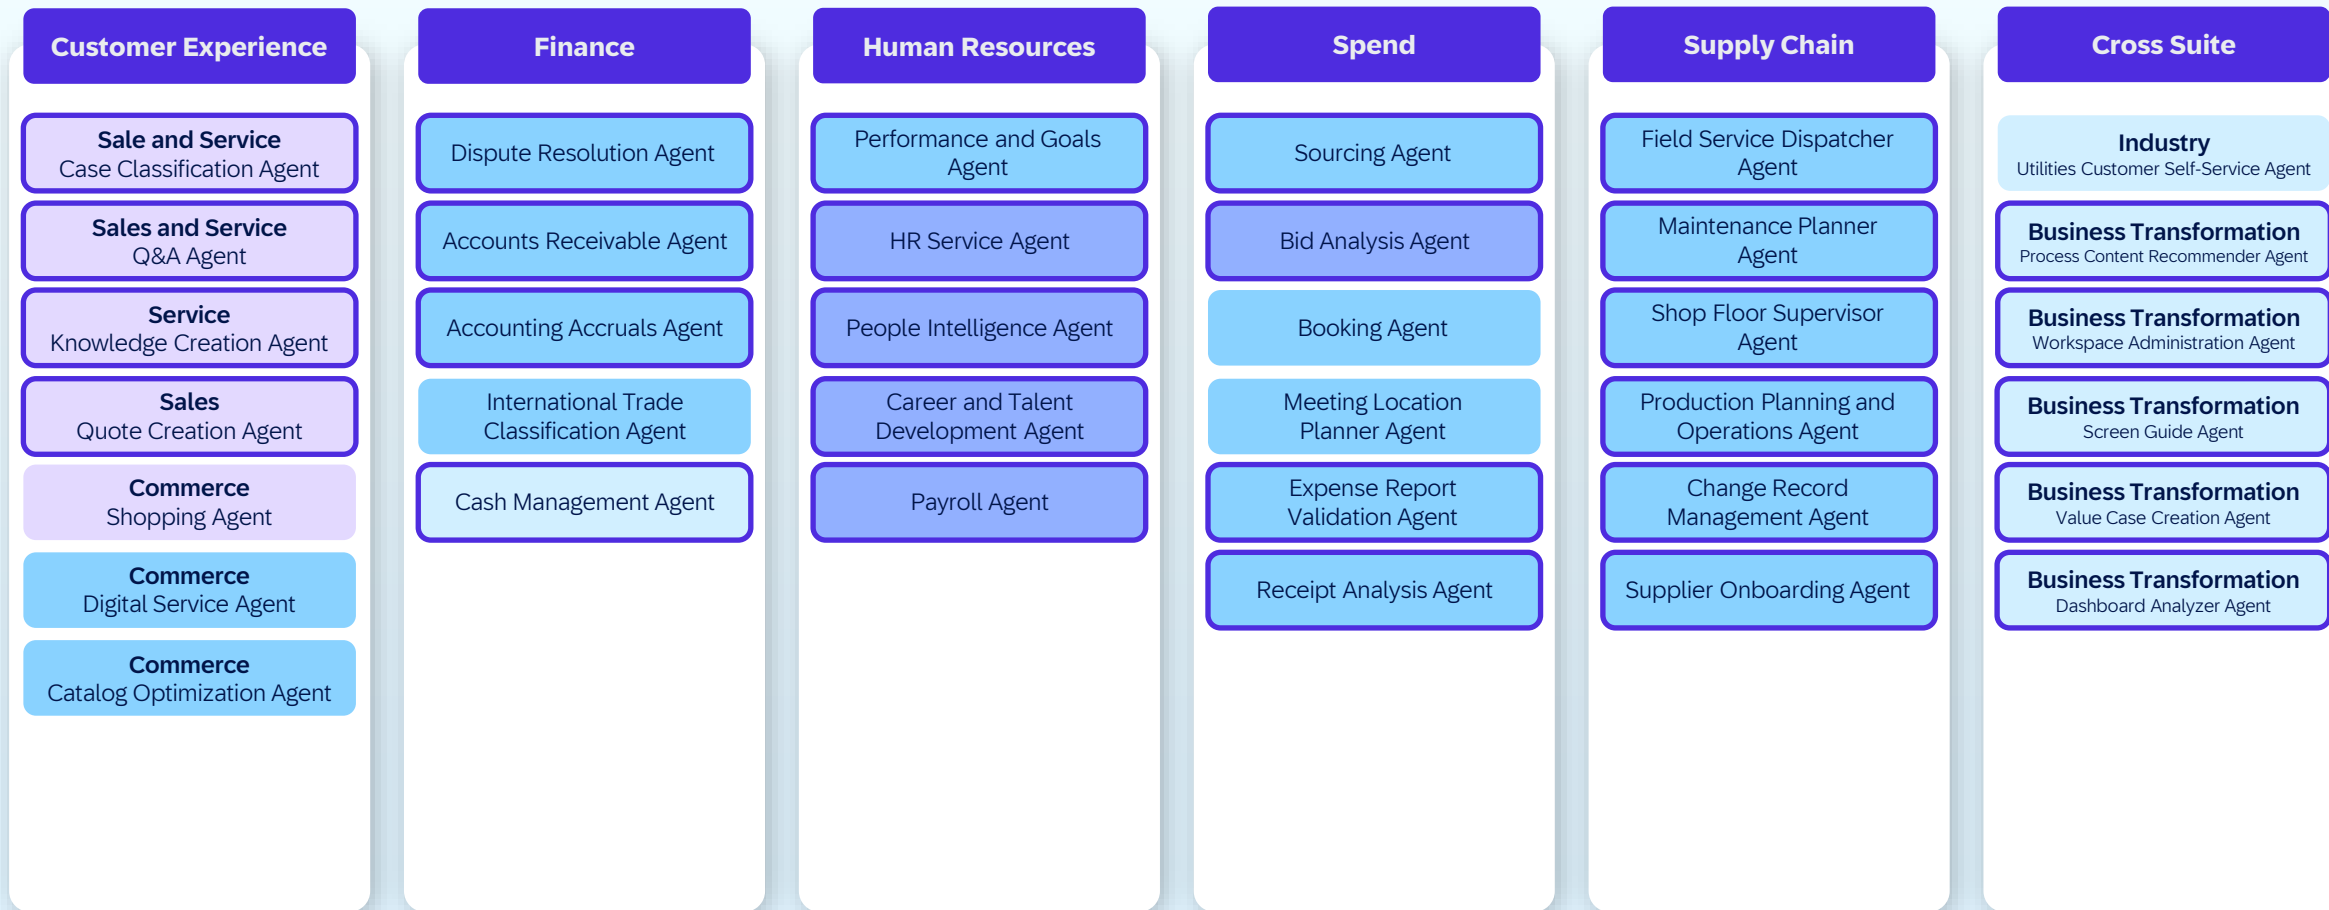 Customer Experience
Sale and Service
Case Classification Agent
Sales and Service
Q&A Agent
Service
Knowledge Creation Agent
Sales
Quote Creation Agent
Commerce
Shopping Agent
Commerce
Digital Service Agent
Commerce
Catalog Optimization Agent
Finance
Dispute Resolution Agent
Accounts Receivable Agent
Accounting Accruals Agent
International Trade
Classification Agent
Cash Management Agent
Human Resources
Performance and Goals
Agent
HR Service Agent
People Intelligence Agent
Career and Talent
Development Agent
Payroll Agent
Spend
Sourcing Agent
Bid Analysis Agent
Booking Agent
Meeting Location
Planner Agent
Expense Report
Validation Agent
Receipt Analysis Agent
Supply Chain
Field Service Dispatcher
Agent
Maintenance Planner
Agent
Shop Floor Supervisor
Agent
Production Planning and
Operations Agent
Change Record
Management Agent
Supplier Onboarding Agent
Cross Suite
Industry
Utilities Customer Self-Service Agent
Business Transformation
Process Content Recommender Agent
Business Transformation
Workspace Administration Agent
Business Transformation
Screen Guide Agent
Business Transformation
Value Case Creation Agent
Business Transformation
Dashboard Analyzer Agent